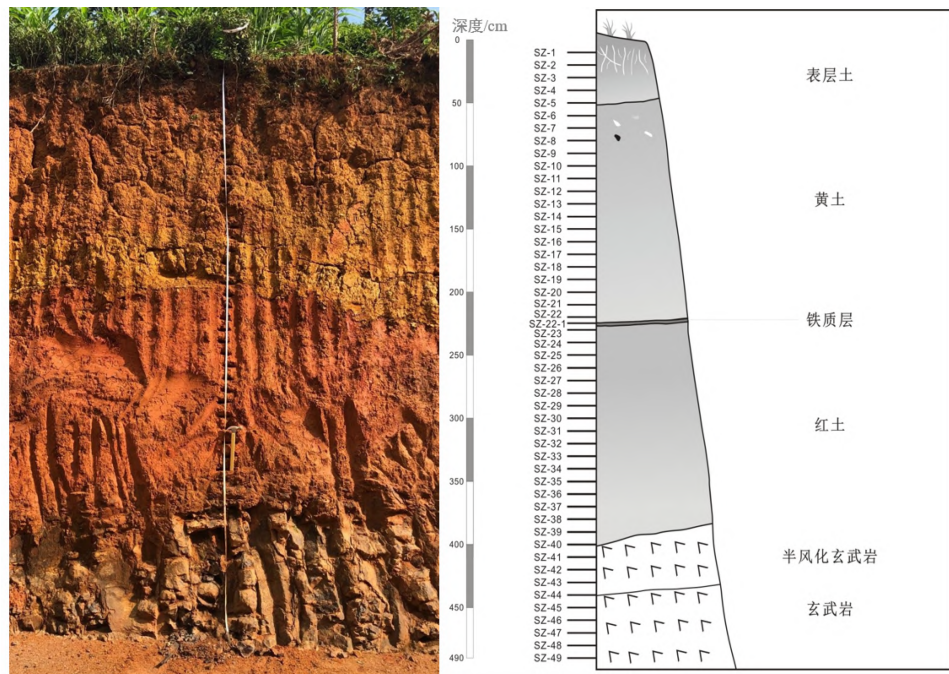 深度/cm
0
50
100
150
200
250
300
350
400
450
490
SZ-1
SZ-2
SZ-3
SZ-4
SZ-5
SZ-6
SZ-7
SZ-8
SZ-9
SZ-10
SZ-11
SZ-12
SZ-13
SZ-14
SZ-15
SZ-16
SZ-17
SZ-18
SZ-19
SZ-20
SZ-21
SZ-22
SZ-22-1
SZ-23
SZ-24
SZ-25
SZ-26
SZ-27
SZ-28
SZ-29
SZ-30
SZ-31
SZ-32
SZ-33
SZ-34
SZ-35
SZ-36
SZ-37
SZ-38
SZ-39
SZ-40
SZ-41
SZ-42
SZ-43
SZ-44
SZ-45
SZ-46
SZ-47
SZ-48
SZ-49
表层土
黄土
铁质层
红土
半风化玄武岩
玄武岩